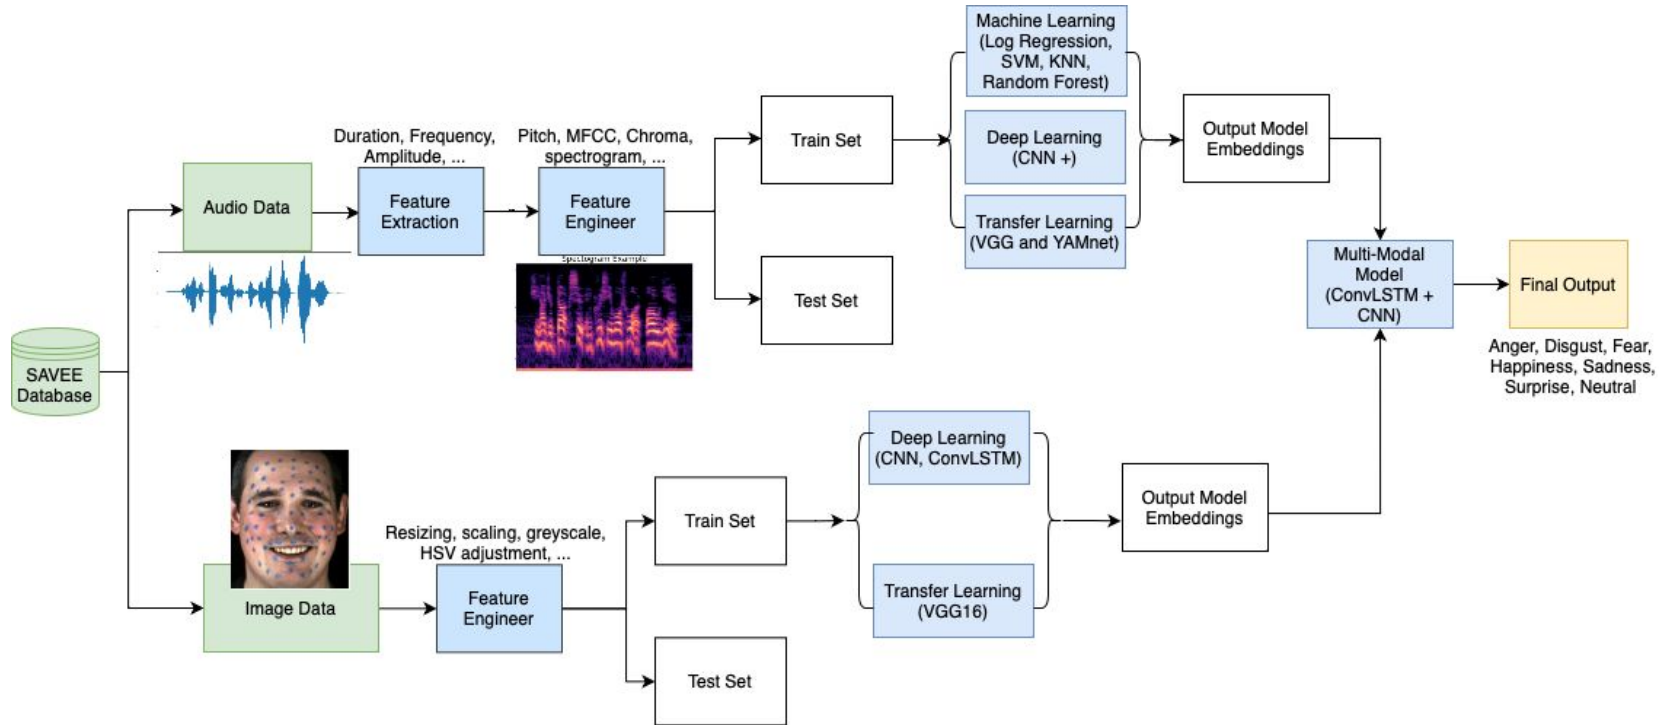 Machine Learning
(Log Regression,
SVM, KNN,
Random Forest)
Duration, Frequency,
Amplitude, ...
Pitch, MFCC, Chroma,
spectrogram, ...
Train Set
Deep Learning
(CNN +)
Output Model
Embeddings
Audio Data
Feature
Extraction
Feature
Engineer
Transfer Learning
(VGG and YAMnet)
Spectogram Example
Test Set
Multi-Modal
Model
(ConvLSTM +
CNN)
Final Output
Anger, Disgust, Fear,
Happiness, Sadness,
Surprise, Neutral
SAVEE
Database
Deep Learning
(CNN, ConvLSTM)
Resizing, scaling, greyscale,
HSV adjustment, ...
Train Set
Output Model
Embeddings
Image Data
Feature
Engineer
Transfer Learning
(VGG16)
Test Set